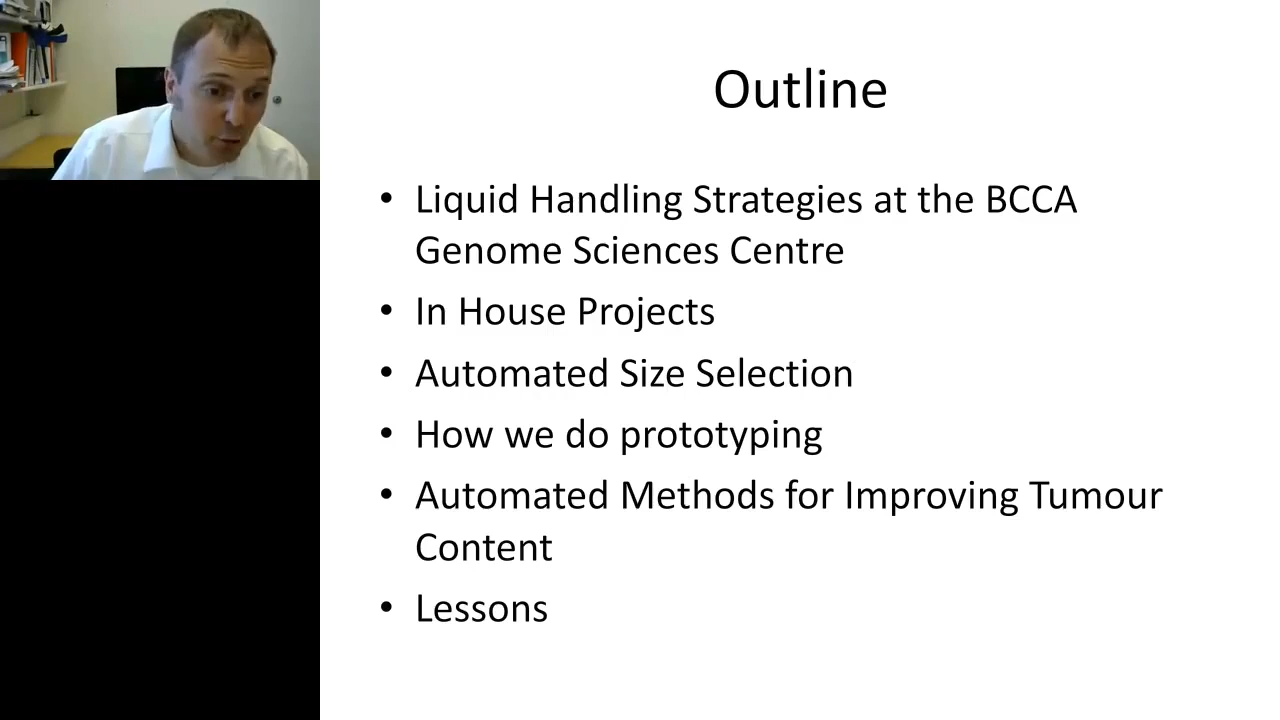 Outline
• Liquid Handling Strategies at the BCCA
Genome Sciences Centre
• In House Projects
• Automated Size Selection
• How we do prototyping
• Automated Methods for Improving Tumour
Content
• Lessons